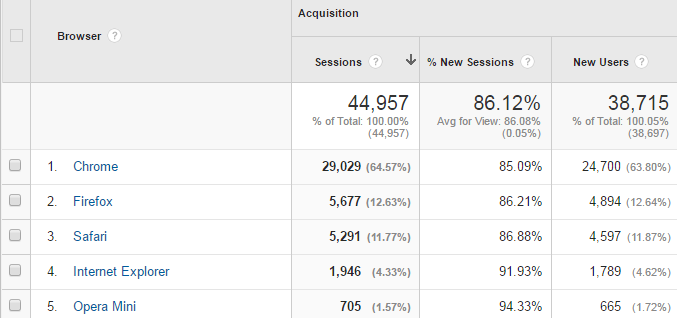 Acquisition
Browser ?
Sessions ? % New Sessions ? New Users ?
44,957 86.12% 38,715
% of Total: 100.00% Avg for View: 86.08% % of Total: 100.05%
(44,957) (0.05%) (38,697)
1. Chrome 29,029 (64.57%) 85.09% 24,700 (63.80%)
2. Firefox 5,677 (12.63%) 86.21% 4,894 (12.64%)
3. Safari 5,291 (11.77%) 86.88% 4,597 (11.87%)
4. Internet Explorer 1,946 (4.33%) 91.93% 1,789 (4.62%)
5. Opera Mini 705 (1.57%) 94.33% 665 (1.72%)